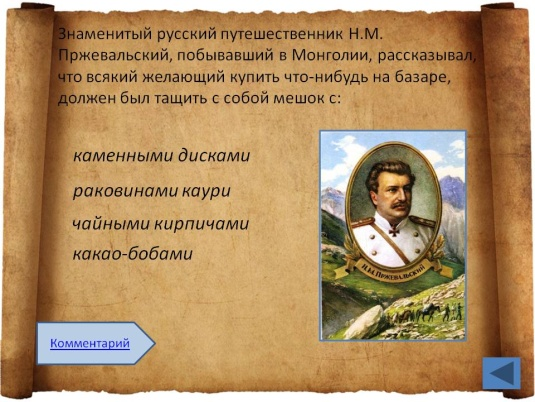 Знаменитый русский путешественник Н.М.
Пржевальский, побывавший в Монголии, рассказывал,
что всякий желающий купить что-нибудь на базаре,
должен был тащить с собой мешок с:
каменными дисками
раковинами каури
чайными кирпичами
какао-бобами
Н.М. Пржевальский
Комментарий